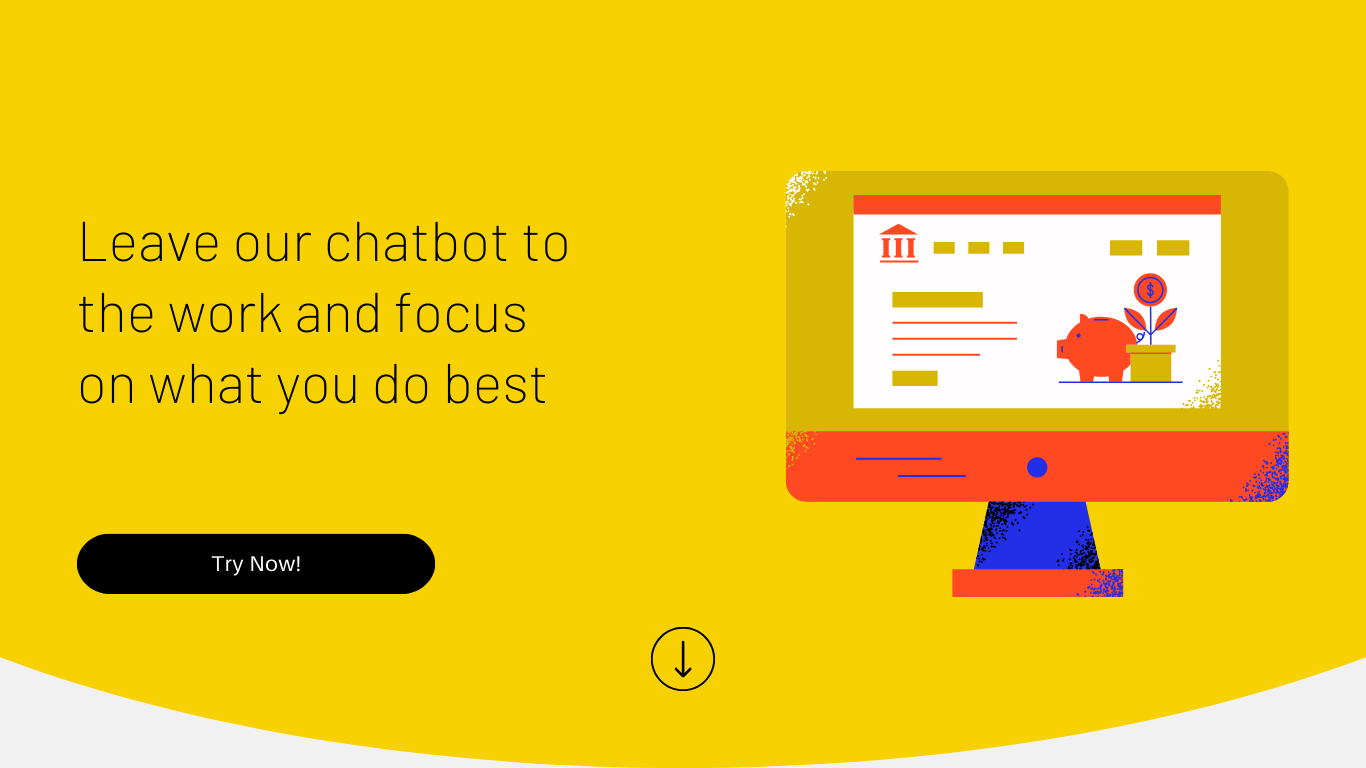 Leave our chatbot to
the work and focus
on what you do best
$
Try Now!